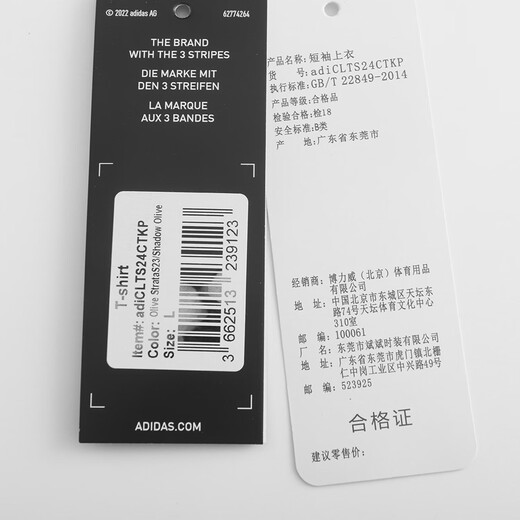 © 2022 adidas AG 62774264
THE BRAND
WITH THE 3 STRIPES
DIE MARKE MIT
DEN 3 STREIFEN
LA MARQUE
AUX 3 BANDES
T-shirt
Item#: adiCLTS24CTKP
Color: Olive StrataS23/Shadow Olive
Size: L
3 662513 239123
ADIDAS.COM
产品名称: 短袖上衣
货 号: adiCLTS24CTKP
执行标准: GB/T 22849-2014
产品等级: 合格品
检验合格: 检18
安全标准: B类
产 地: 广东省东莞市
经销商: 博力威(北京)体育用品
有限公司
地 址: 中国北京市东城区天坛东
路74号天坛体育文化中心
310室
邮 编: 100061
厂 名: 东莞市斌斌时装有限公司
地 址: 广东省东莞市虎门镇北栅
仁中岗工业区中兴路49号
邮 编: 523925
合格证
建议零售价: